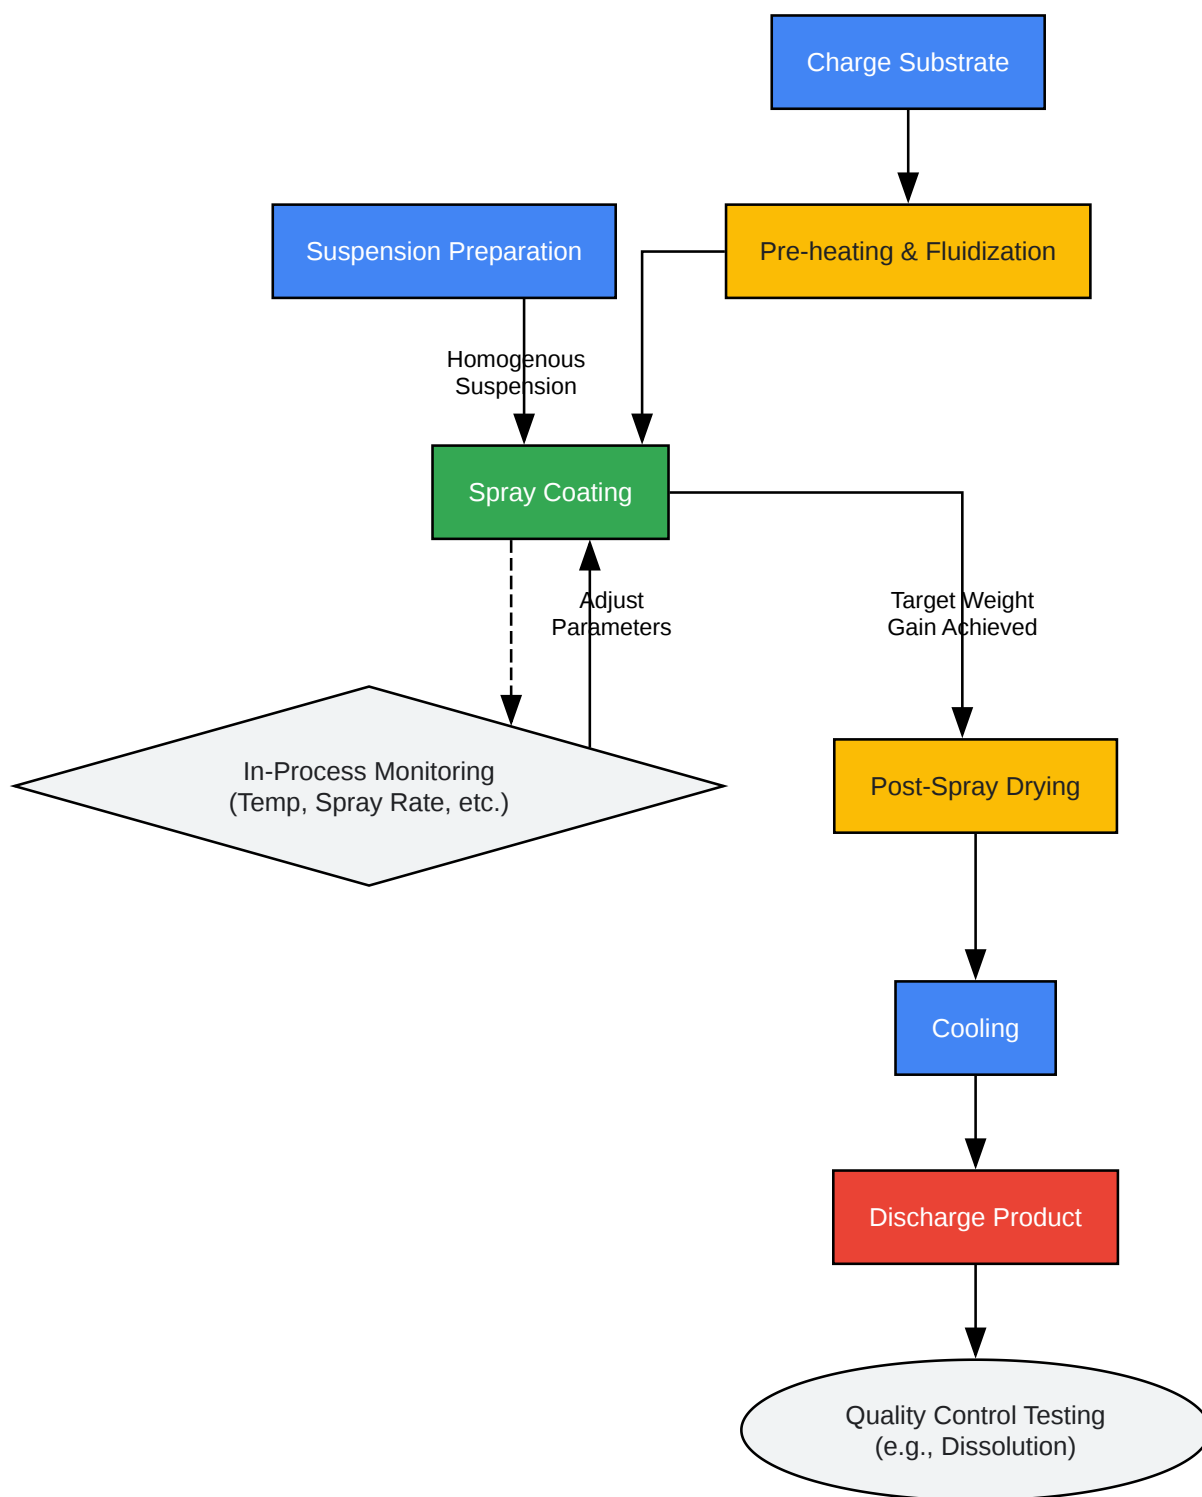 Charge Substrate
Suspension Preparation
Pre-heating & Fluidization
Homogenous
Suspension
Spray Coating
Adjust
Parameters
Target Weight
Gain Achieved
In-Process Monitoring
(Temp, Spray Rate, etc.)
Post-Spray Drying
Cooling
Discharge Product
Quality Control Testing
(e.g., Dissolution)